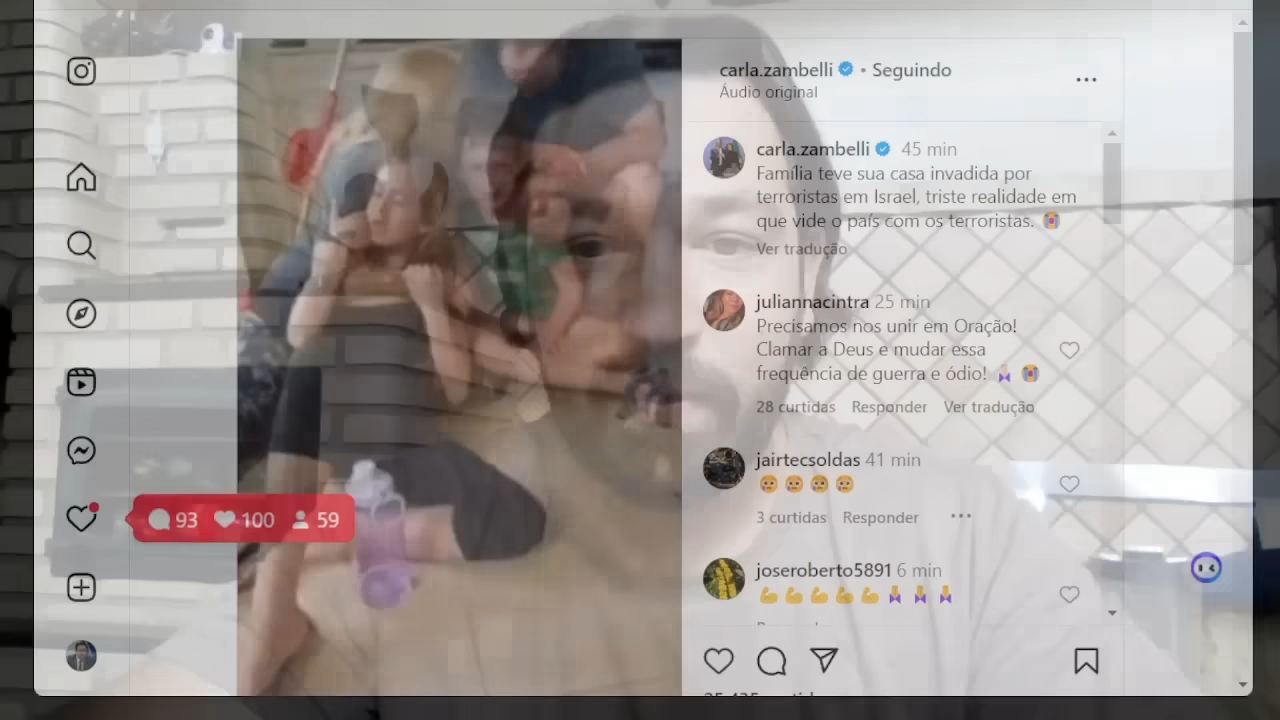 carla.zambelli • Seguindo
Áudio original
carla.zambelli 45 min
Família teve sua casa invadida por
terroristas em Israel, triste realidade em
que vide o país com os terroristas.
Ver tradução
juliannacintra 25 min
Precisamos nos unir em Oração!
Clamar a Deus e mudar essa
frequência de guerra e ódio!
28 curtidas Responder Ver tradução
jairtecsoldas 41 min
3 curtidas Responder
93 100 59
joseroberto5891 6 min